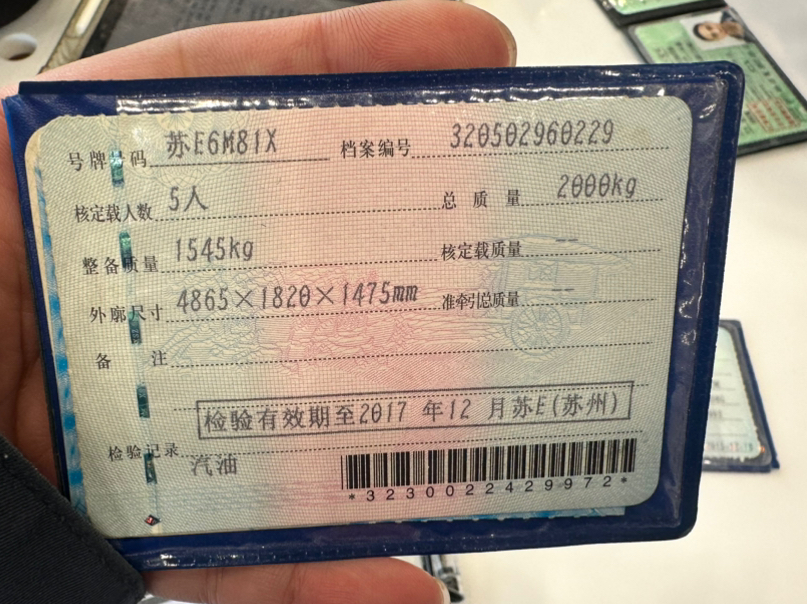 号牌号码 苏E6M81X 档案编号 320502960229
核定载人数 5人 总质量 2000kg
整备质量 1545kg 核定载质量 --
外廓尺寸 4865×1820×1475mm 准牵引总质量 --
备注
检验有效期至2017 年12 月苏E(苏州)
检验记录
汽油
*3230022429972*